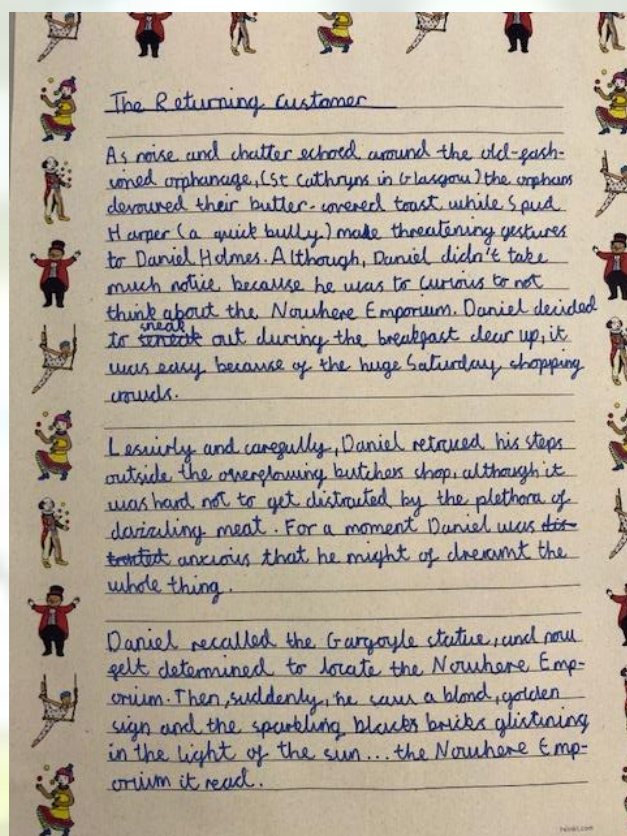 The Returning Customer
As noise and chatter echoed around the old-fash-
ioned orphanage, (St Cathryns in Glasgow) the orphans
devoured their butter-covered toast while Spud
Harper (a quick bully) make threatening gestures
to Daniel Holmes. Although, Daniel didn't take
much notice because he was to curious to not
think about the Nowhere Emporium. Daniel decided
to sneak out during the breakfast clear up, it
was easy because of the huge Saturday shopping
crowds.
Lesuirly and carefully, Daniel retraced his steps
outside the overflowing butchers shop, although it
was hard not to get distracted by the plethora of
dazzling meat. For a moment Daniel was dis-
tracted anxious that he might of dreamt the
whole thing.
Daniel recalled the Gargoyle statue, and now
felt determined to locate the Nowhere Emp-
orium. Then, suddenly, he saw a blond, golden
sign and the sparkling blacks bricks glistining
in the light of the sun... the Nowhere Emp-
orium it read.
twinkl.com